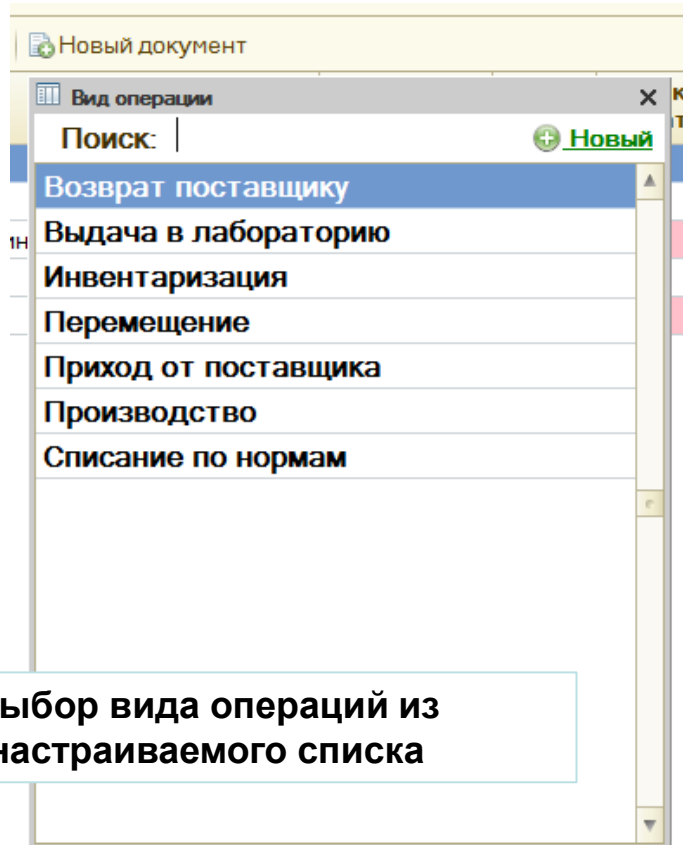 Новый документ
Вид операции
Поиск:
Новый
Возврат поставщику
Выдача в лабораторию
Инвентаризация
Перемещение
Приход от поставщика
Производство
Списание по нормам
ыбор вида операций из
настраиваемого списка